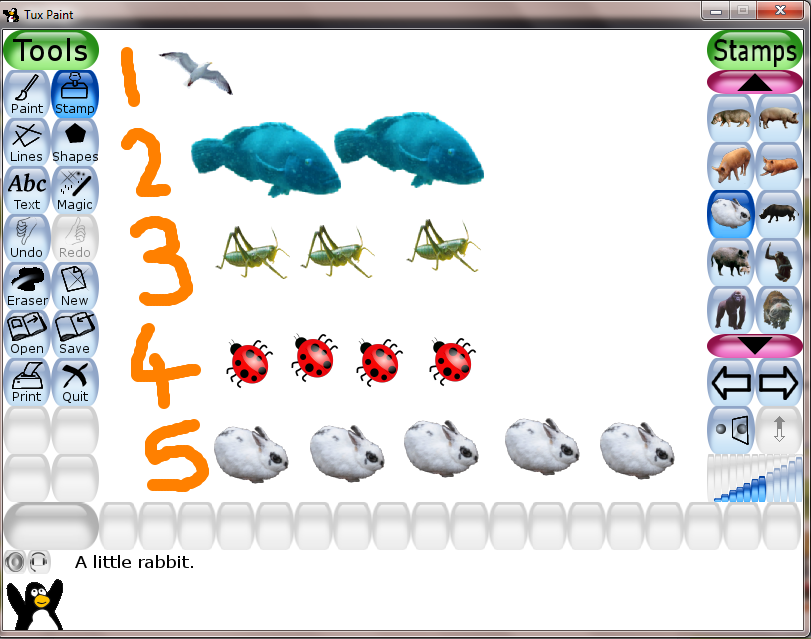 Tux Paint
Tools
Stamps
Paint
Stamp
Lines
Shapes
Abc
Text
Magic
Undo
Redo
Eraser
New
Open
Save
Print
Quit
1
2
3
4
5
A little rabbit.